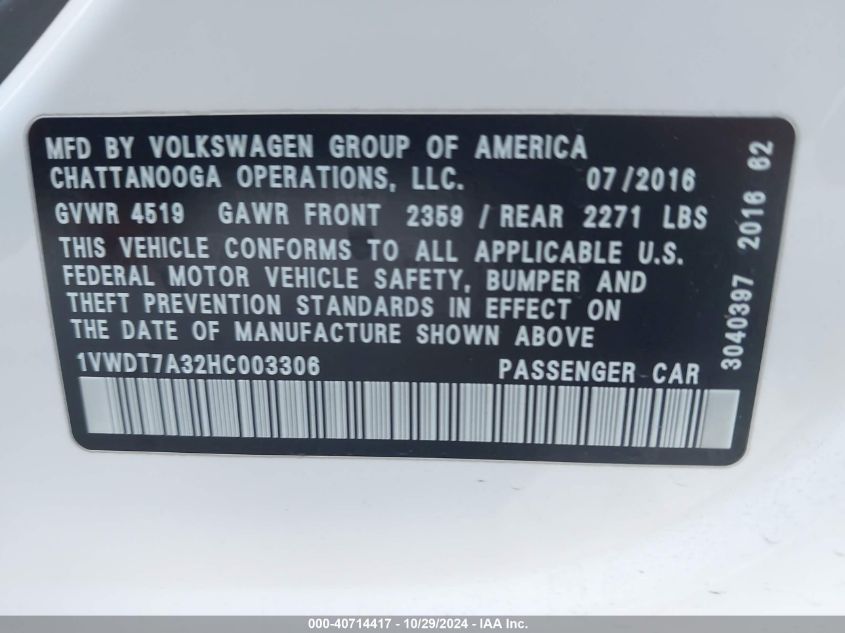 MFD BY VOLKSWAGEN GROUP OF AMERICA
CHATTANOOGA OPERATIONS, LLC. 07/2016
GVWR 4519 GAWR FRONT 2359 / REAR 2271 LBS
THIS VEHICLE CONFORMS TO ALL APPLICABLE U.S.
FEDERAL MOTOR VEHICLE SAFETY, BUMPER AND
THEFT PREVENTION STANDARDS IN EFFECT ON
THE DATE OF MANUFACTURE SHOWN ABOVE
1VWDT7A32HC003306 PASSENGER CAR
3040397 2016 62
000-40714417 - 10/29/2024 - IAA Inc.